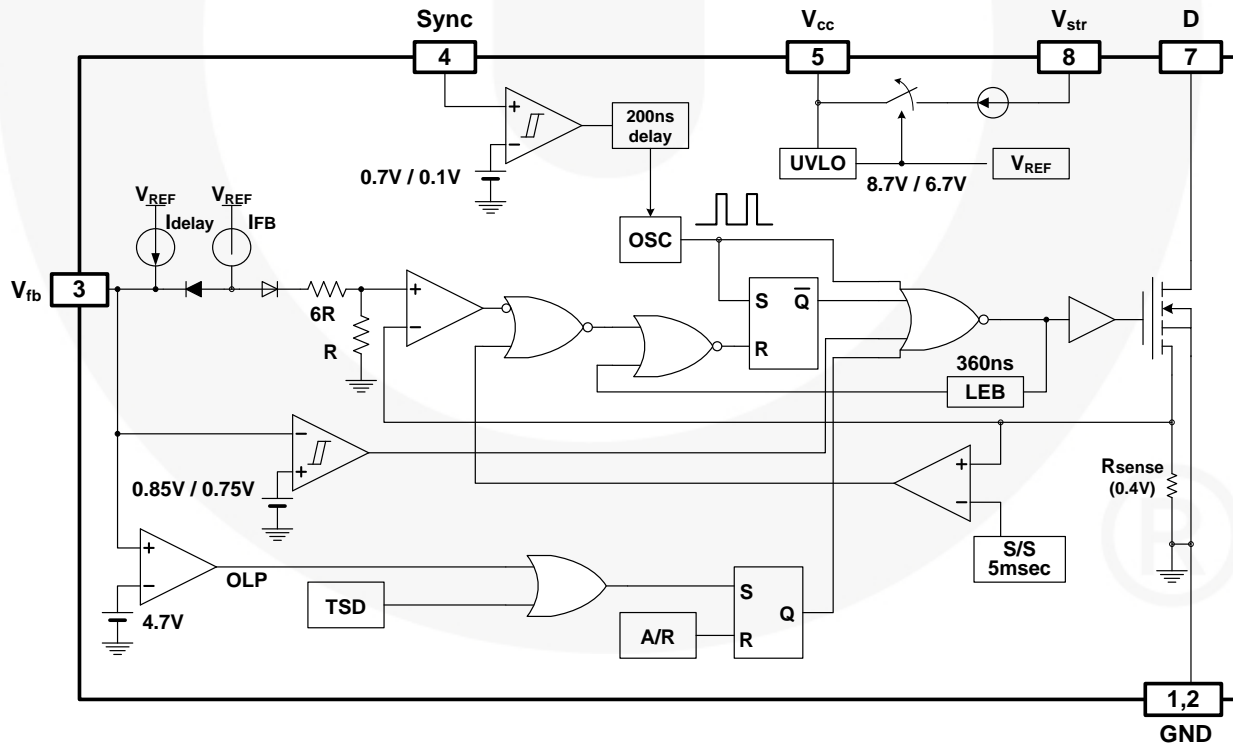 Sync
Vcc
Vstr
D
4
5
8
7
200ns
delay
0.7V / 0.1V
UVLO
VREF
8.7V / 6.7V
VREF
VREF
Idelay
IFB
OSC
Vfb
3
6R
R
+
-
S
Q
R
360ns
LEB
+
-
-
+
0.85V / 0.75V
+
-
Rsense
(0.4V)
S/S
5msec
+
-
OLP
4.7V
TSD
S
Q
R
A/R
1,2
GND
®